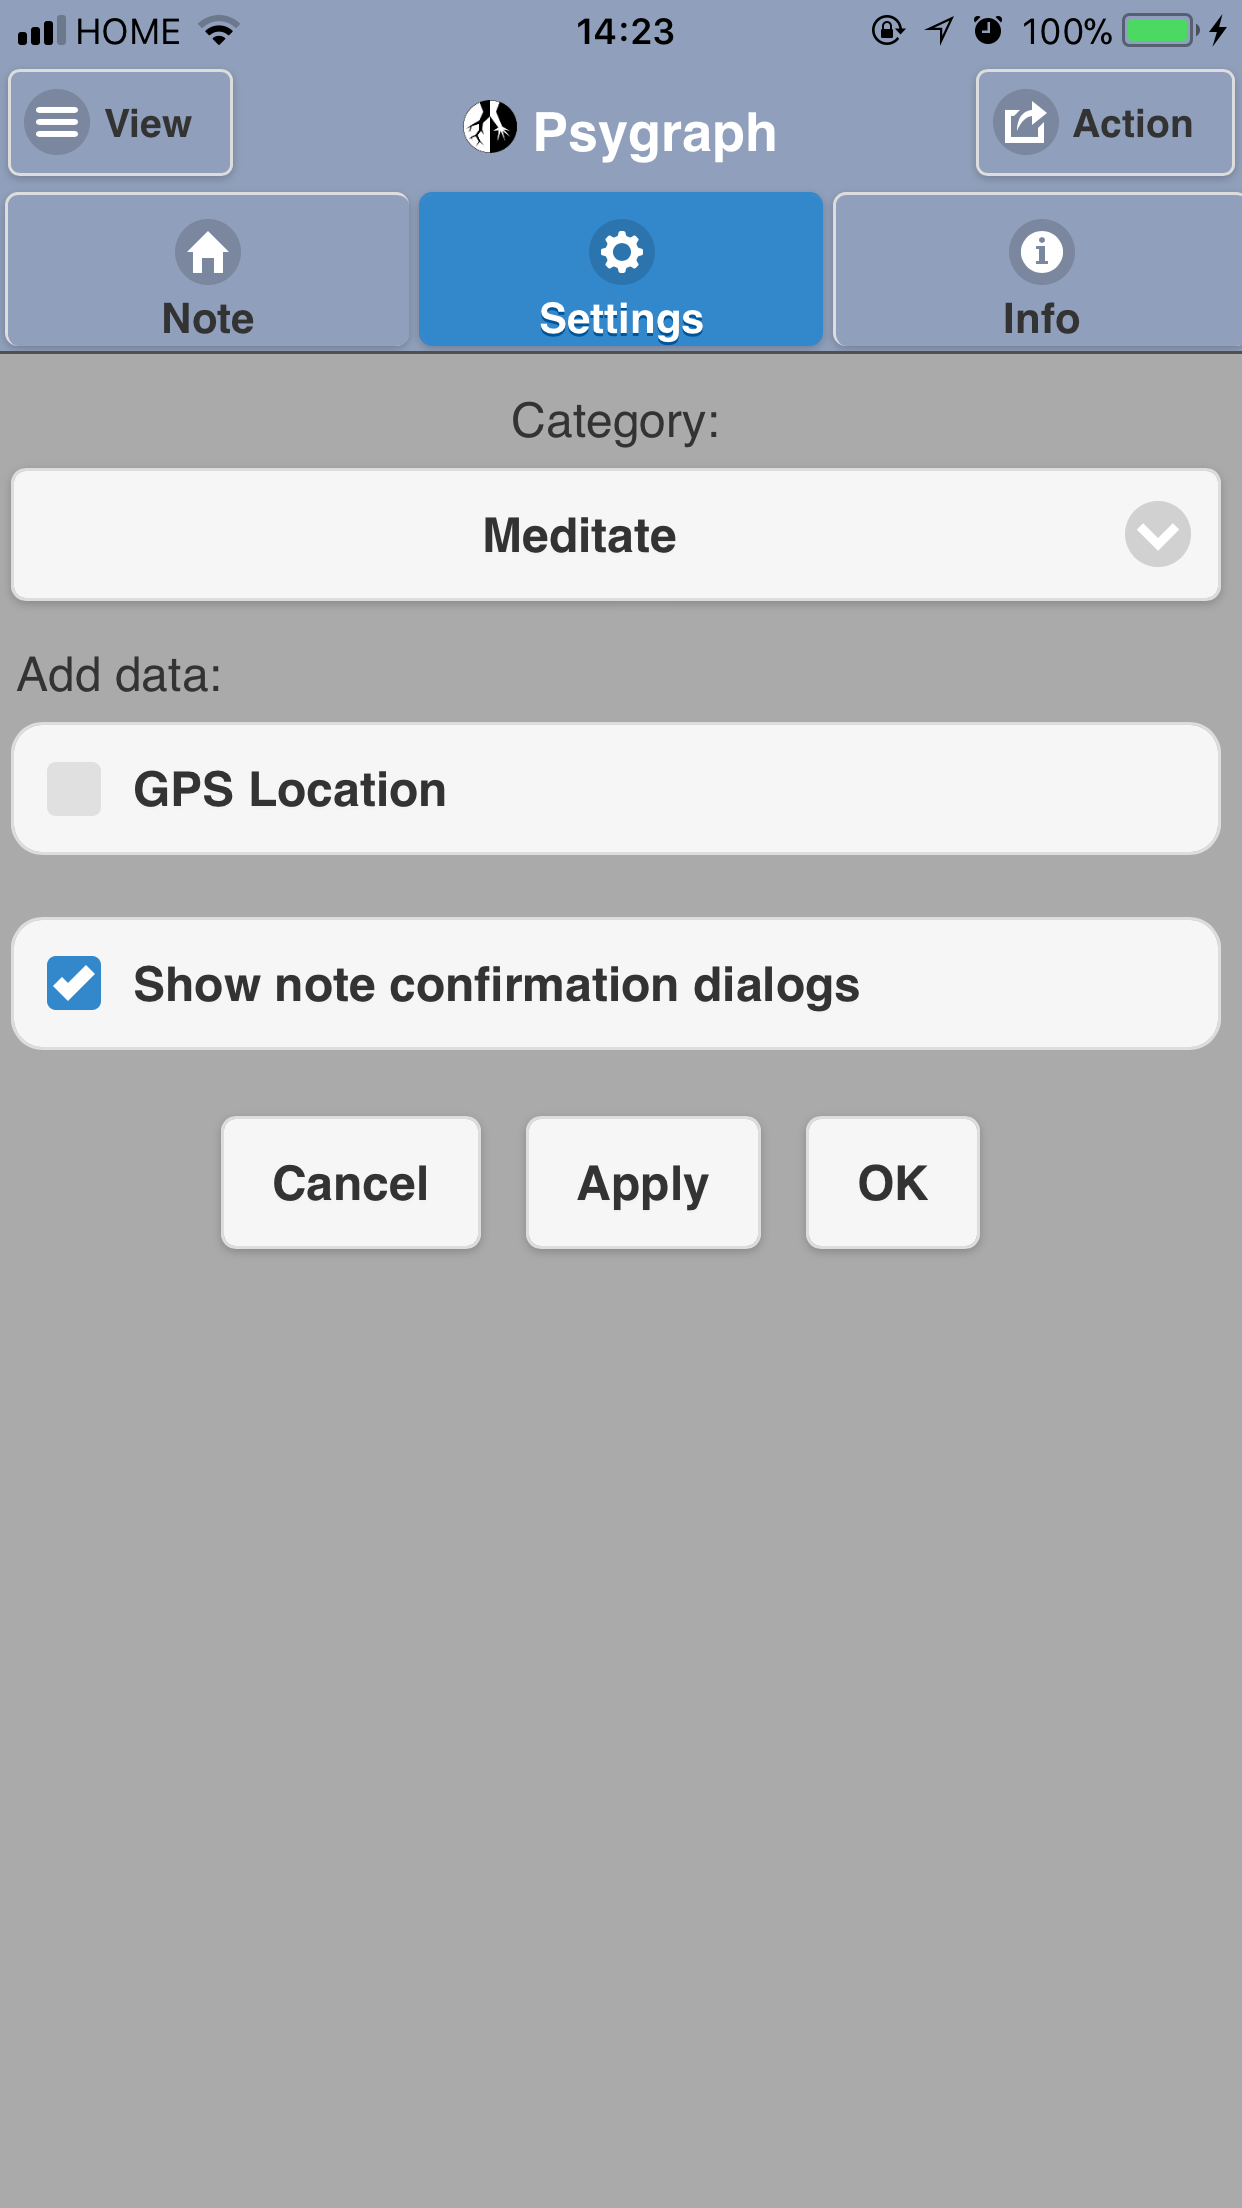 HOME 14:23 100%
View Psygraph Action
Note Settings Info
Category:
Meditate
Add data:
GPS Location
Show note confirmation dialogs
Cancel Apply OK